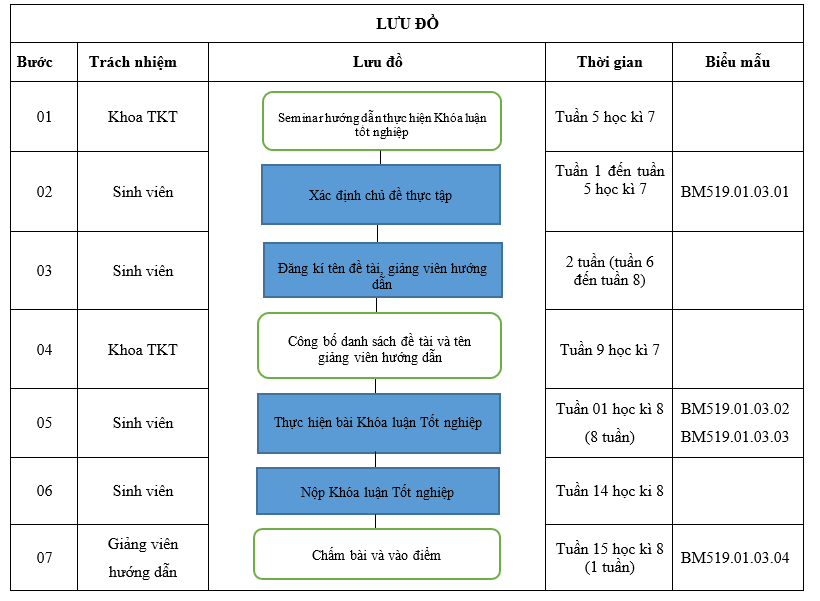 LƯU ĐỒ
Bước Trách nhiệm Lưu đồ Thời gian Biểu mẫu
01 Khoa TKT Seminar hướng dẫn thực hiện Khóa luận
tốt nghiệp Tuần 5 học kì 7
02 Sinh viên Xác định chủ đề thực tập Tuần 1 đến tuần
5 học kì 7 BM519.01.03.01
03 Sinh viên Đăng kí tên đề tài, giảng viên hướng
dẫn 2 tuần (tuần 6
đến tuần 8)
04 Khoa TKT Công bố danh sách đề tài và tên
giảng viên hướng dẫn Tuần 9 học kì 7
05 Sinh viên Thực hiện bài Khóa luận Tốt nghiệp Tuần 01 học kì 8
(8 tuần) BM519.01.03.02
BM519.01.03.03
06 Sinh viên Nộp Khóa luận Tốt nghiệp Tuần 14 học ki 8
07 Giảng viên
hướng dẫn Chấm bài và vào điểm Tuần 15 học kì 8
(1 tuần) BM519.01.03.04